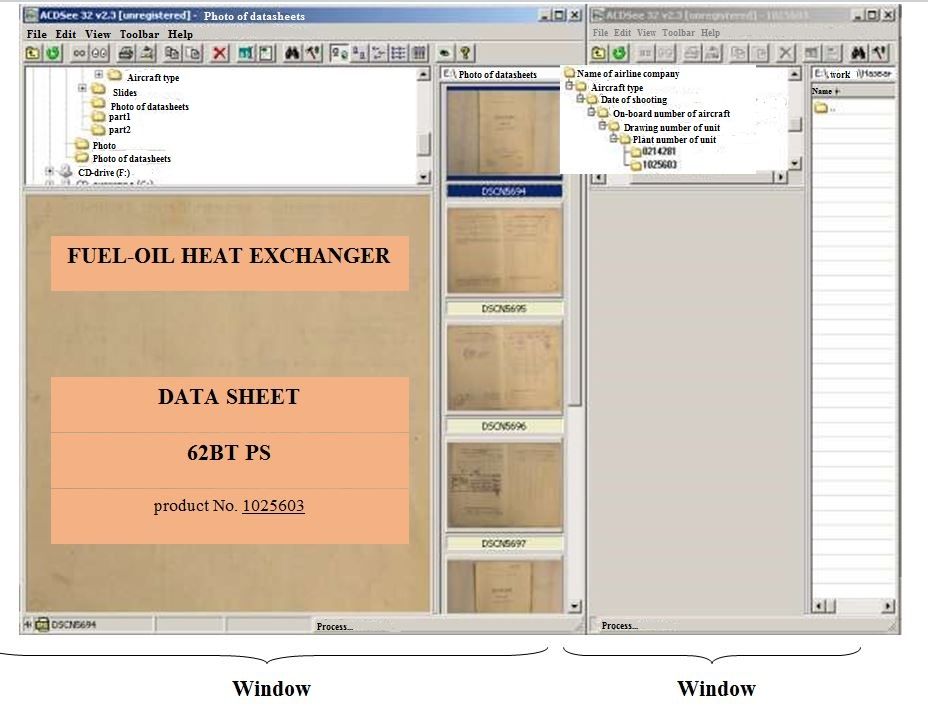 ACDSee 32 v2.3 [unregistered] - Photo of datasheets
File Edit View Toolbar Help
Aircraft type
Slides
Photo of datasheets
part1
part2
Photo
Photo of datasheets
CD-drive (F:)
FUEL-OIL HEAT EXCHANGER
DATA SHEET
62BT PS
product No. 1025603
E:\ Photo of datasheets
DSCN5694
DSCN5695
DSCN5696
DSCN5697
DSCN5694
Process...
ACDSee 32 v2.3 [unregistered] - 1025603
File Edit View Toolbar Help
Name of airline company
Aircraft type
Date of shooting
On-board number of aircraft
Drawing number of unit
Plant number of unit
0214281
1025603
E:\ work
Name
..
Process...
Window
Window